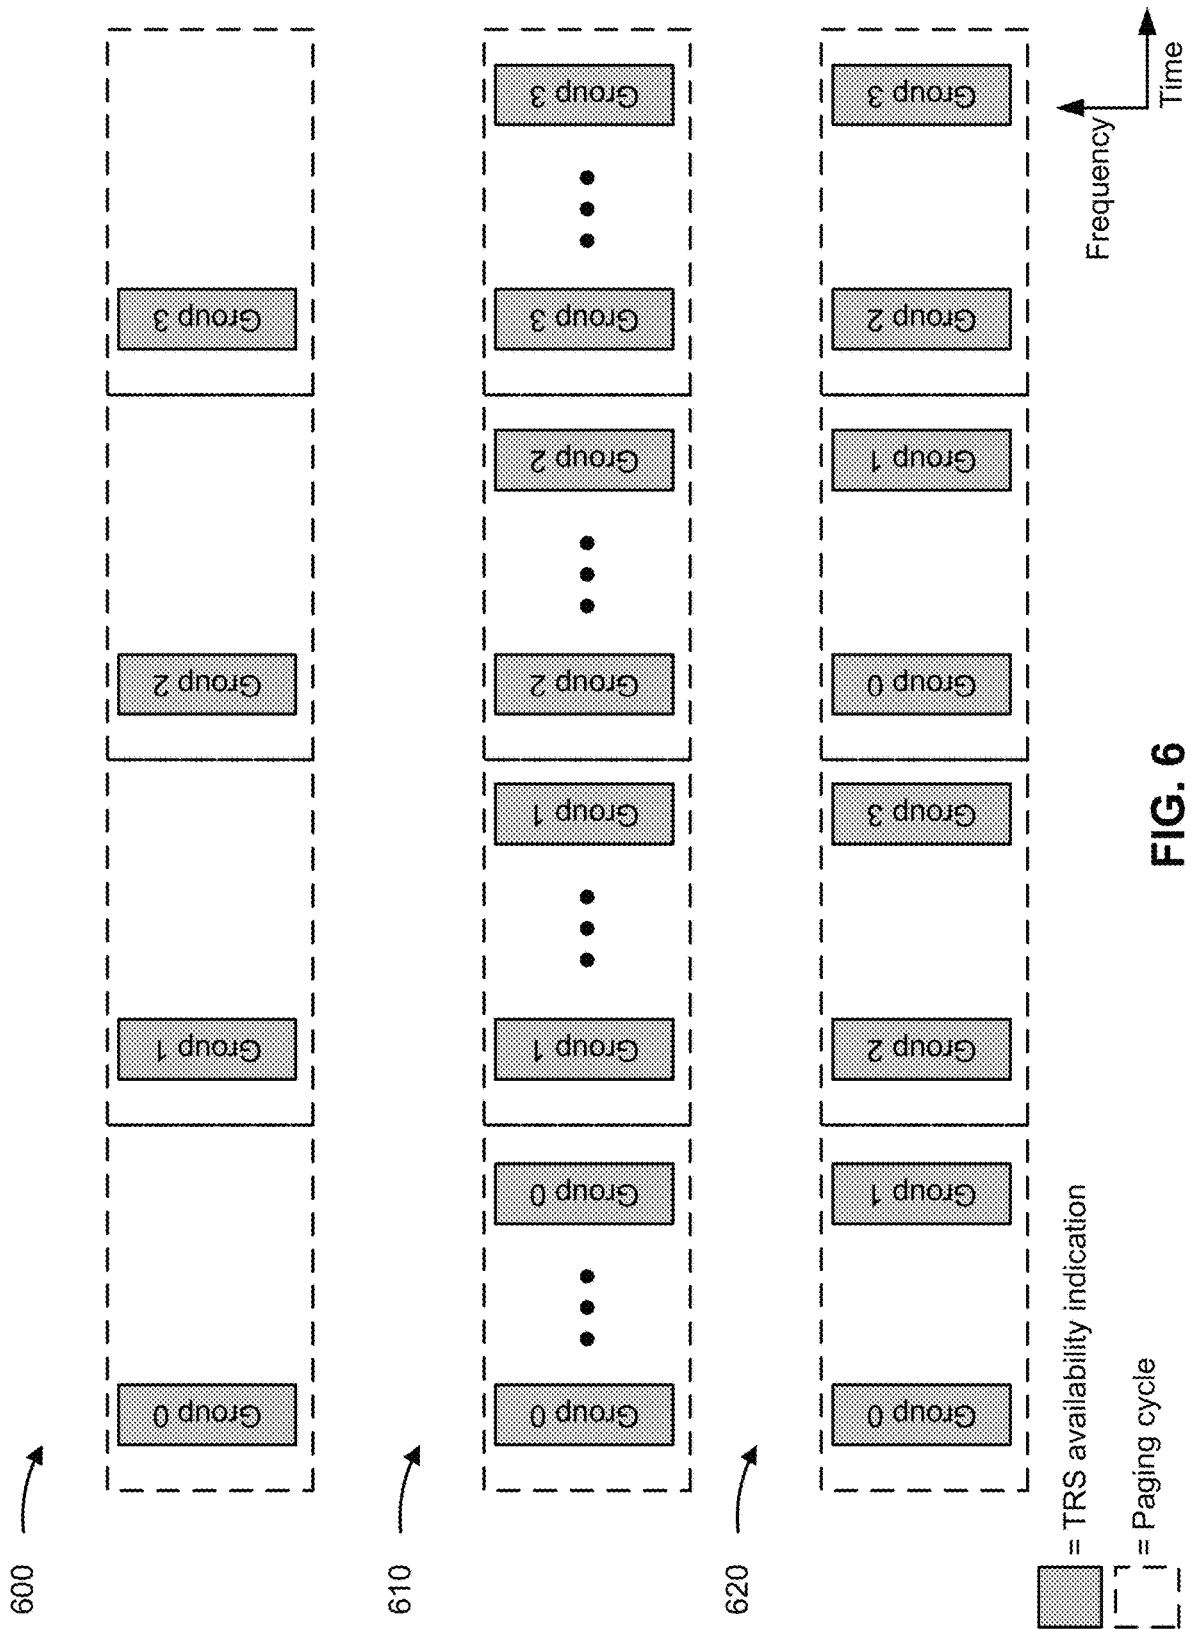 600
Group 0
Group 1
Group 2
Group 3
610
Group 0
Group 0
Group 1
Group 1
Group 2
Group 2
Group 3
Group 3
620
Group 0
Group 1
Group 2
Group 3
Group 0
Group 1
Group 2
Group 3
= TRS availability indication
= Paging cycle
Frequency
Time
FIG. 6